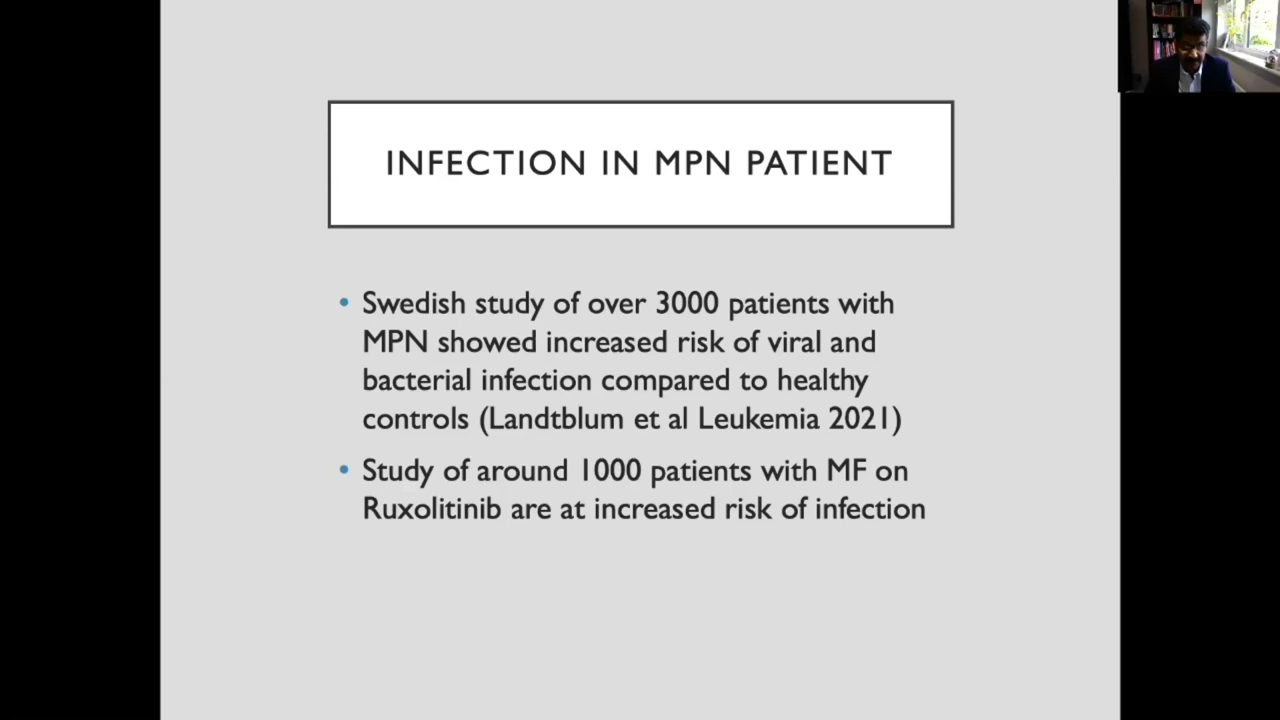 INFECTION IN MPN PATIENT
• Swedish study of over 3000 patients with
MPN showed increased risk of viral and
bacterial infection compared to healthy
controls (Landtblum et al Leukemia 2021)
• Study of around 1000 patients with MF on
Ruxolitinib are at increased risk of infection